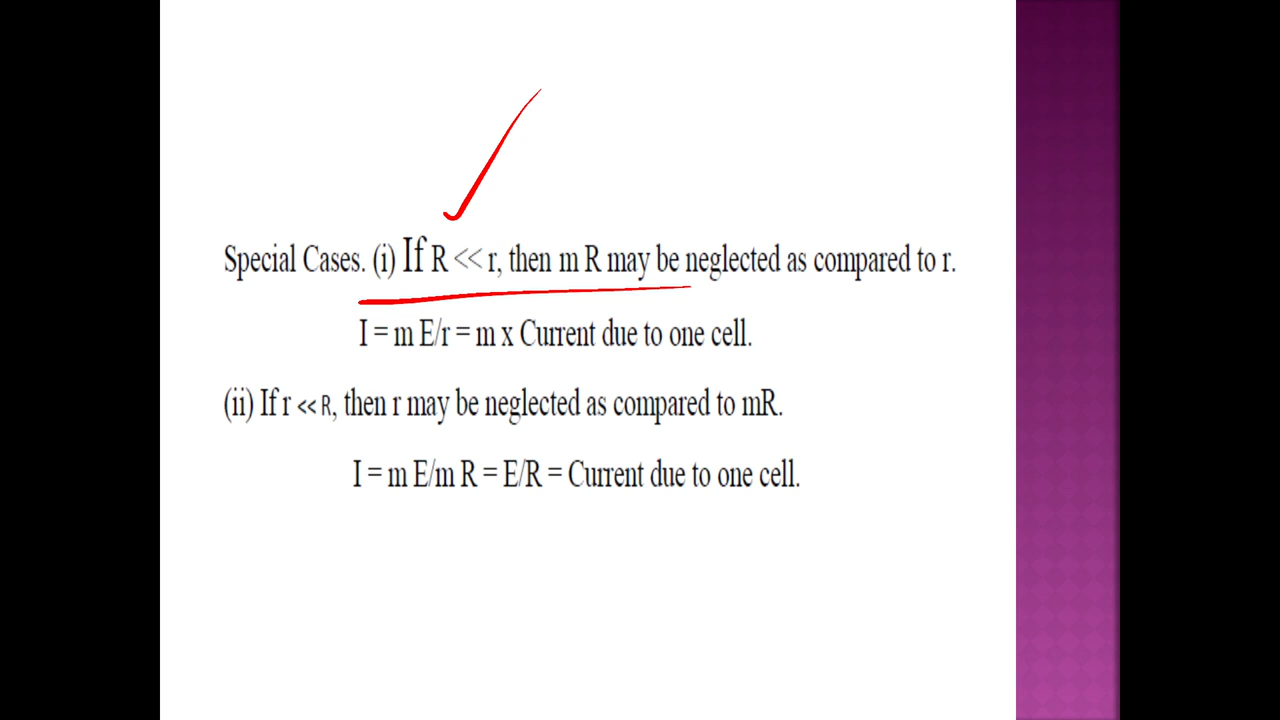 Special Cases. (i) If R << r, then m R may be neglected as compared to r.
I = m E/r = m x Current due to one cell.
(ii) If r << R, then r may be neglected as compared to mR.
I = m E/m R = E/R = Current due to one cell.